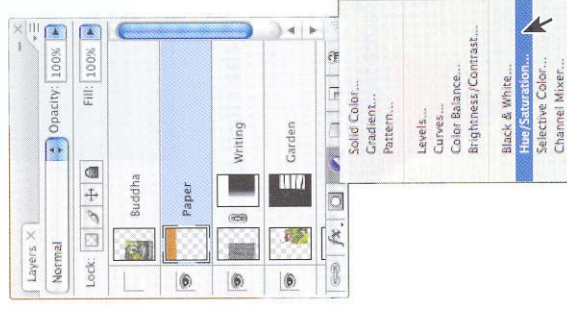 Layers ×
Normal
Opacity: 100%
Lock:
Fill: 100%
Buddha
Paper
Writing
Garden
fx.
Solid Color...
Gradient...
Pattern...
Levels...
Curves...
Color Balance...
Brightness/Contrast...
Black & White...
Hue/Saturation...
Selective Color...
Channel Mixer...